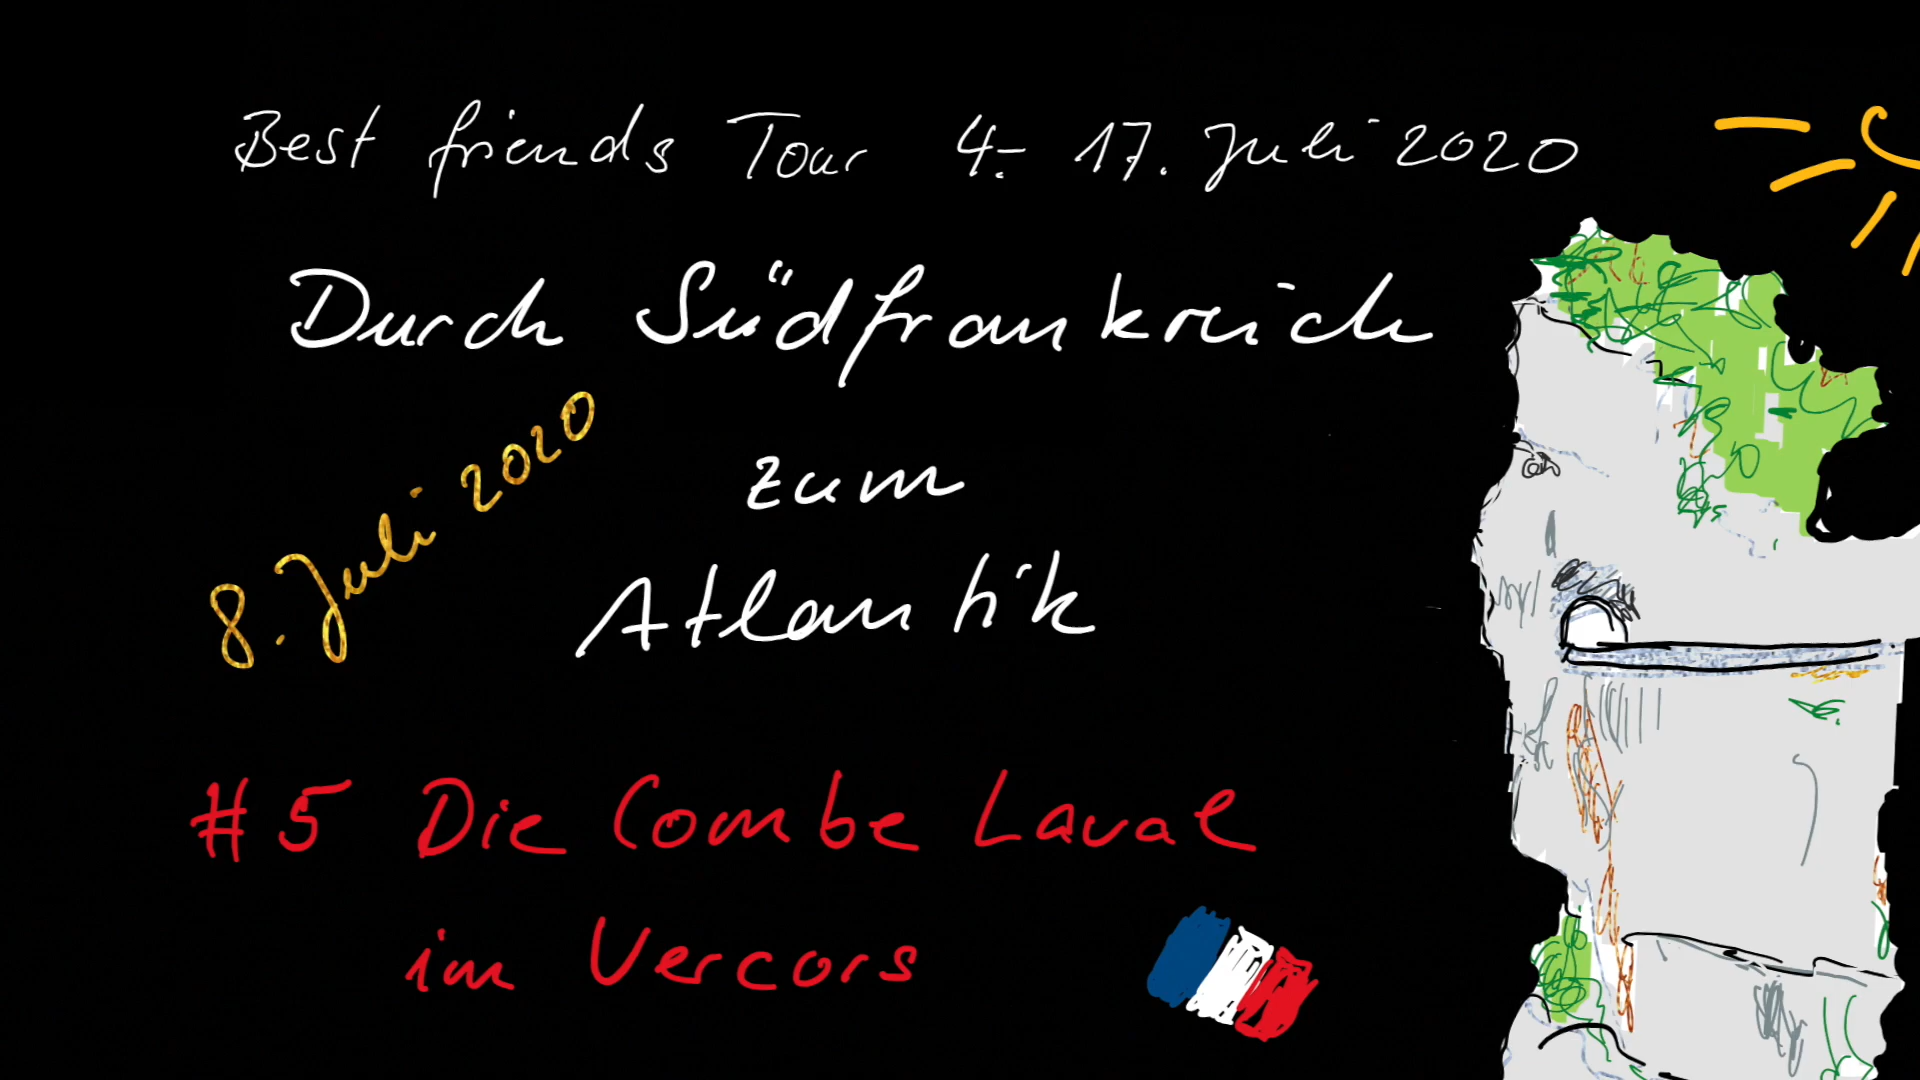 Best friends Tour 4.- 17. Juli 2020
Durch Südfrankreich
zum
Atlantik
8. Juli 2020
#5 Die Combe Laval
im Vercors